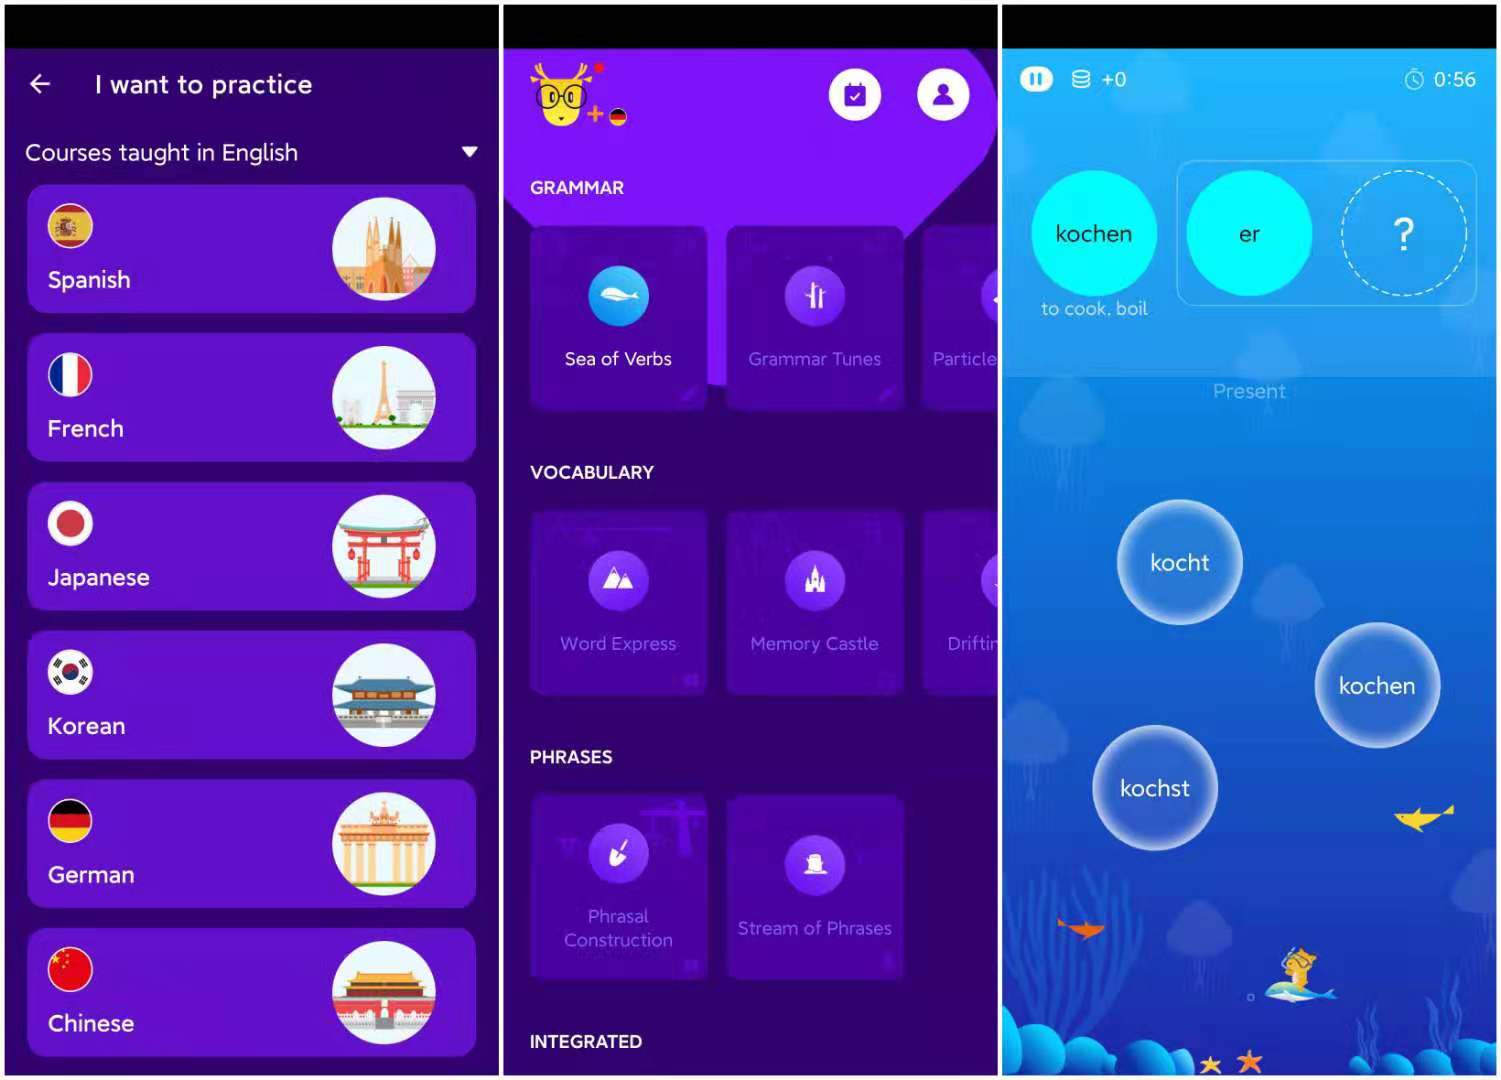 I want to practice
Courses taught in English
Spanish
French
Japanese
Korean
German
Chinese
GRAMMAR
Sea of Verbs
Grammar Tunes
Particle
VOCABULARY
Word Express
Memory Castle
Driftin
PHRASES
Phrasal
Construction
Stream of Phrases
INTEGRATED
+0
0:56
kochen
er
?
to cook, boil
Present
kocht
kochen
kochst